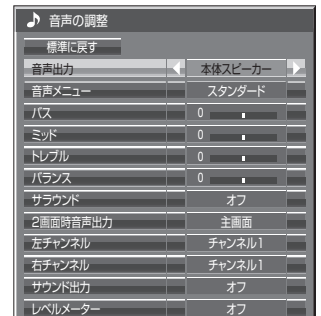 音声の調整
標準に戻す
音声出力 本体スピーカー
音声メニュー スタンダード
バス 0
ミッド 0
トレブル 0
バランス 0
サラウンド オフ
2画面時音声出力 主画面
左チャンネル チャンネル1
右チャンネル チャンネル1
サウンド出力 オフ
レベルメーター オフ